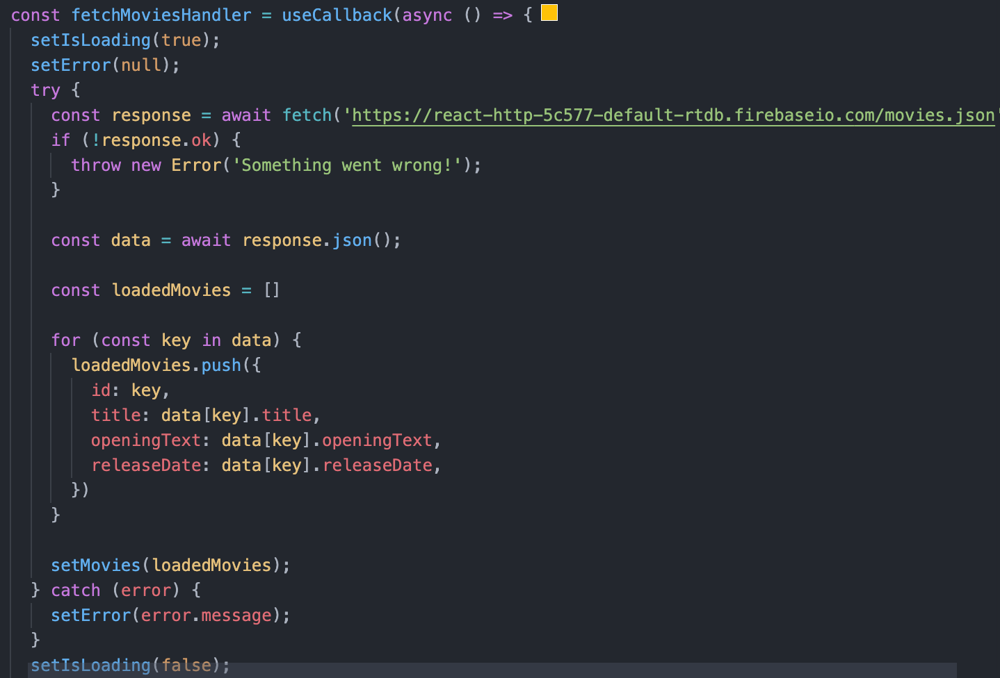 const fetchMoviesHandler = useCallback(async () => {
  setIsLoading(true);
  setError(null);
  try {
    const response = await fetch('https://react-http-5c577-default-rtdb.firebaseio.com/movies.json'
    if (!response.ok) {
      throw new Error('Something went wrong!');
    }

    const data = await response.json();

    const loadedMovies = []

    for (const key in data) {
      loadedMovies.push({
        id: key,
        title: data[key].title,
        openingText: data[key].openingText,
        releaseDate: data[key].releaseDate,
      })
    }

    setMovies(loadedMovies);
  } catch (error) {
    setError(error.message);
  }
  setIsLoading(false);